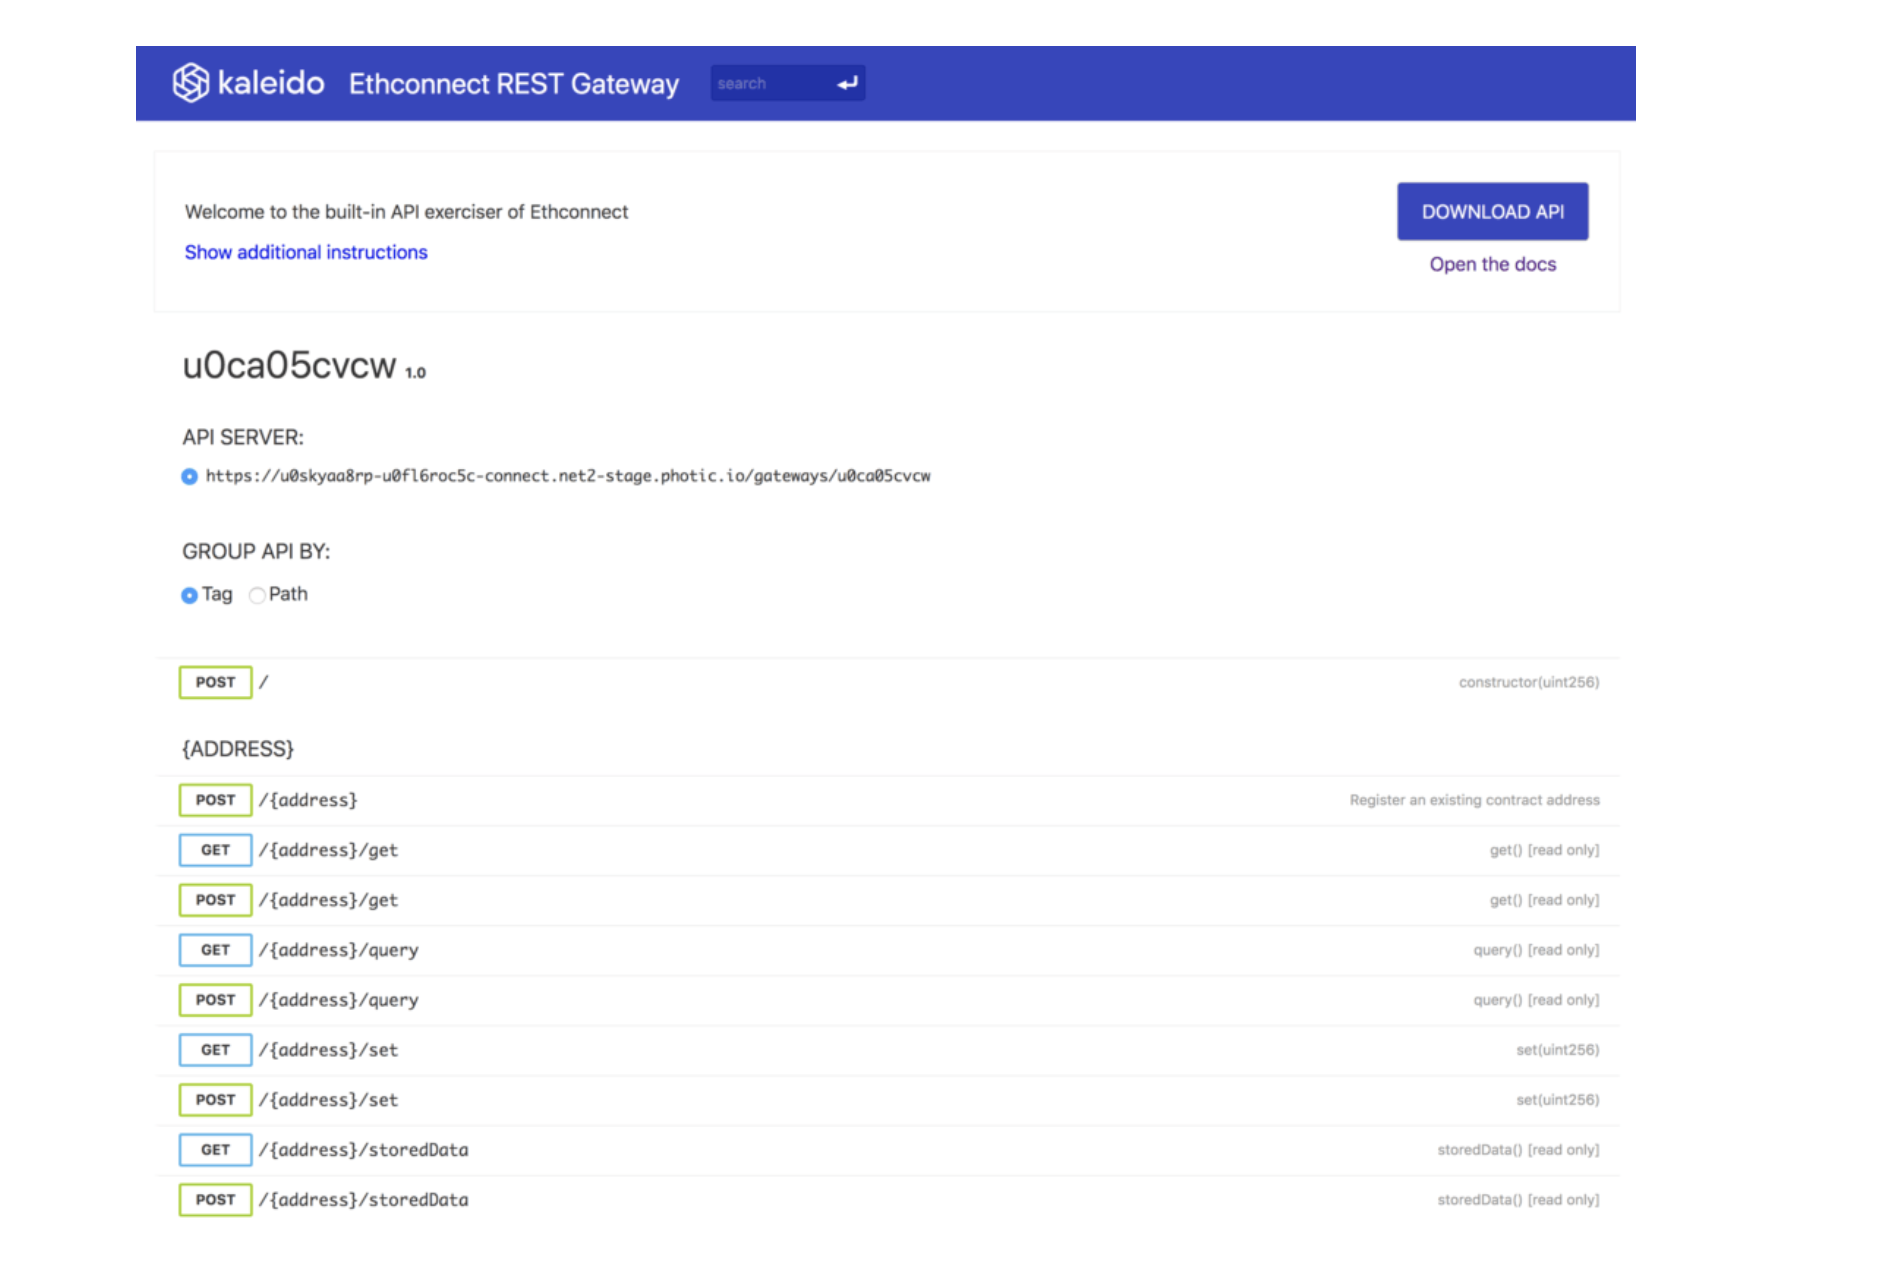 kaleido Ethconnect REST Gateway search
Welcome to the built-in API exerciser of Ethconnect
DOWNLOAD API
Show additional instructions
Open the docs
u0ca05cvcw 1.0
API SERVER:
https://u0skyaa8rp-u0fl6roc5c-connect.net2-stage.photic.io/gateways/u0ca05cvcw
GROUP API BY:
Tag Path
POST / constructor(uint256)
{ADDRESS}
POST /{address} Register an existing contract address
GET /{address}/get get() [read only]
POST /{address}/get get() [read only]
GET /{address}/query query() [read only]
POST /{address}/query query() [read only]
GET /{address}/set set(uint256)
POST /{address}/set set(uint256)
GET /{address}/storedData storedData() [read only]
POST /{address}/storedData storedData() [read only]